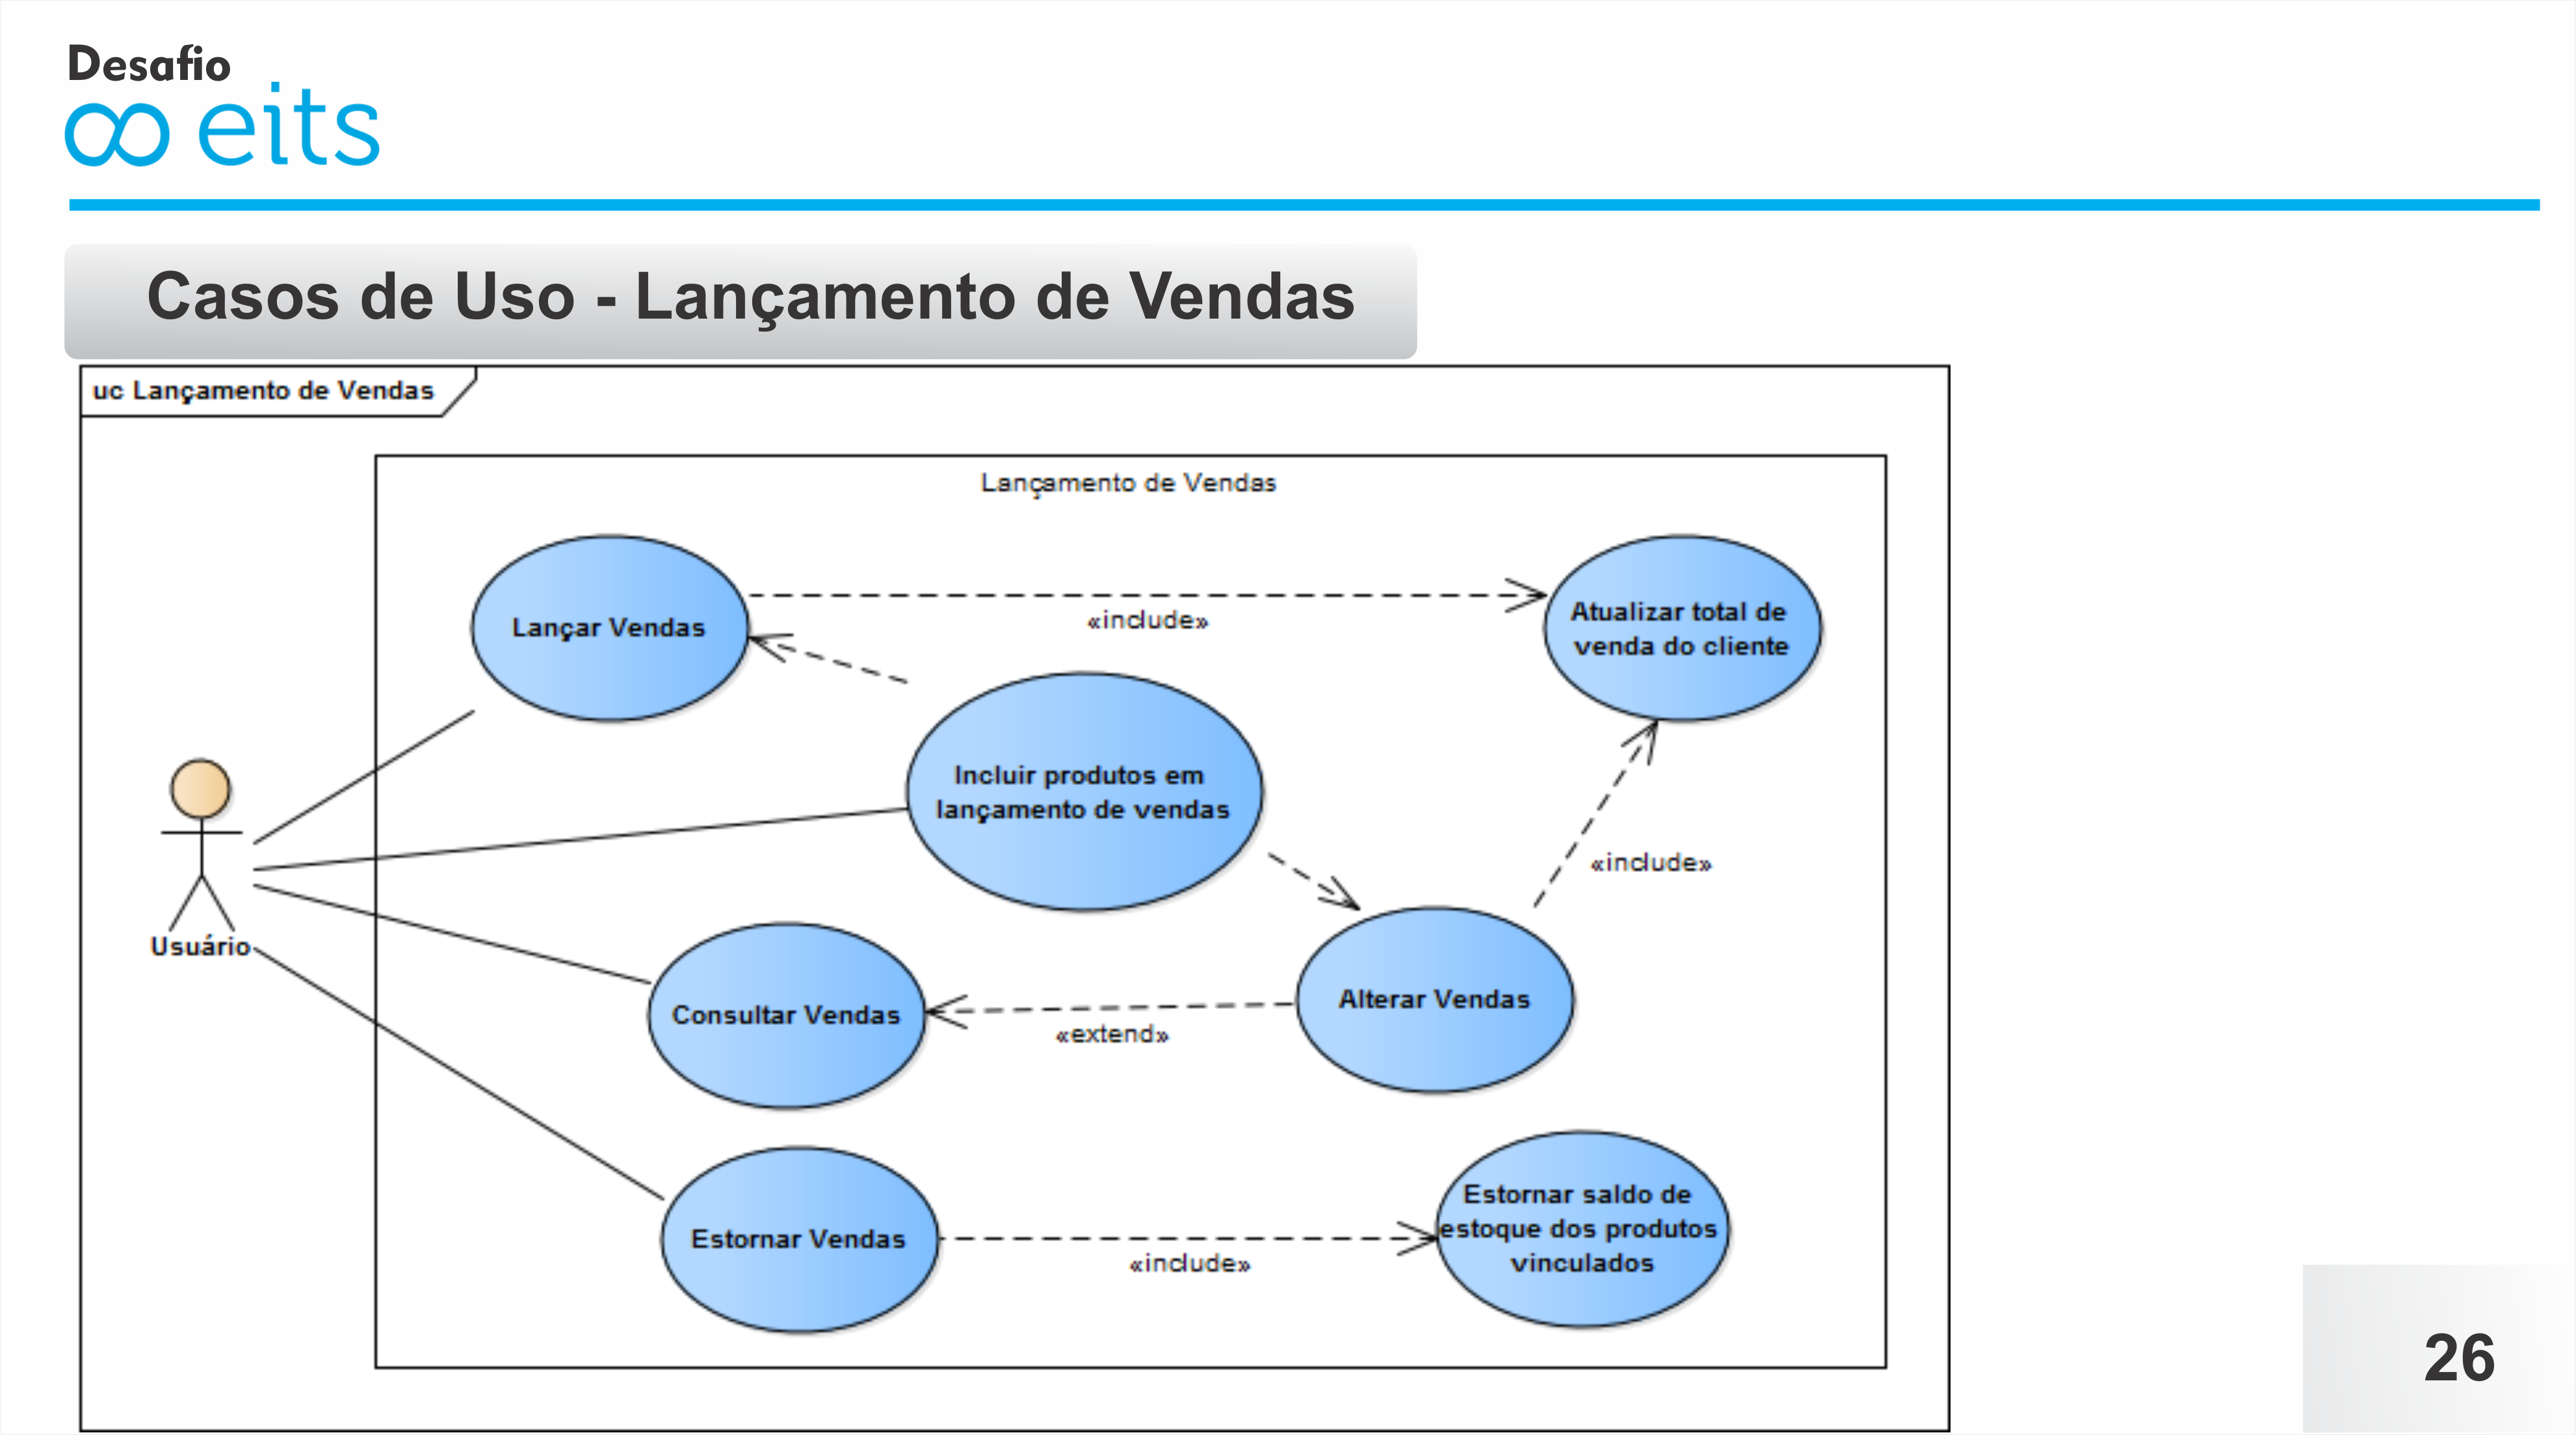 Desafio
eits
Casos de Uso - Lançamento de Vendas
uc Lançamento de Vendas
Lançamento de Vendas
Lançar Vendas
«include»
Atualizar total de
venda do cliente
Incluir produtos em
lançamento de vendas
«include»
Usuário
Consultar Vendas
«extend»
Alterar Vendas
Estornar Vendas
«include»
Estornar saldo de
estoque dos produtos
vinculados
26